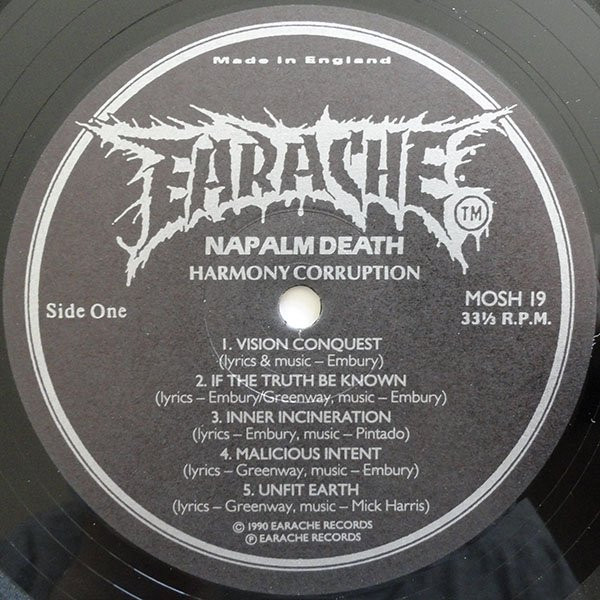 Made in England
EARACHE
TM
NAPALM DEATH
HARMONY CORRUPTION
Side One
MOSH 19
33⅓ R.P.M.
1. VISION CONQUEST
(lyrics & music – Embury)
2. IF THE TRUTH BE KNOWN
(lyrics – Embury/Greenway, music – Embury)
3. INNER INCINERATION
(lyrics – Embury, music – Pintado)
4. MALICIOUS INTENT
(lyrics – Greenway, music – Embury)
5. UNFIT EARTH
(lyrics – Greenway, music – Mick Harris)
© 1990 EARACHE RECORDS
℗ EARACHE RECORDS